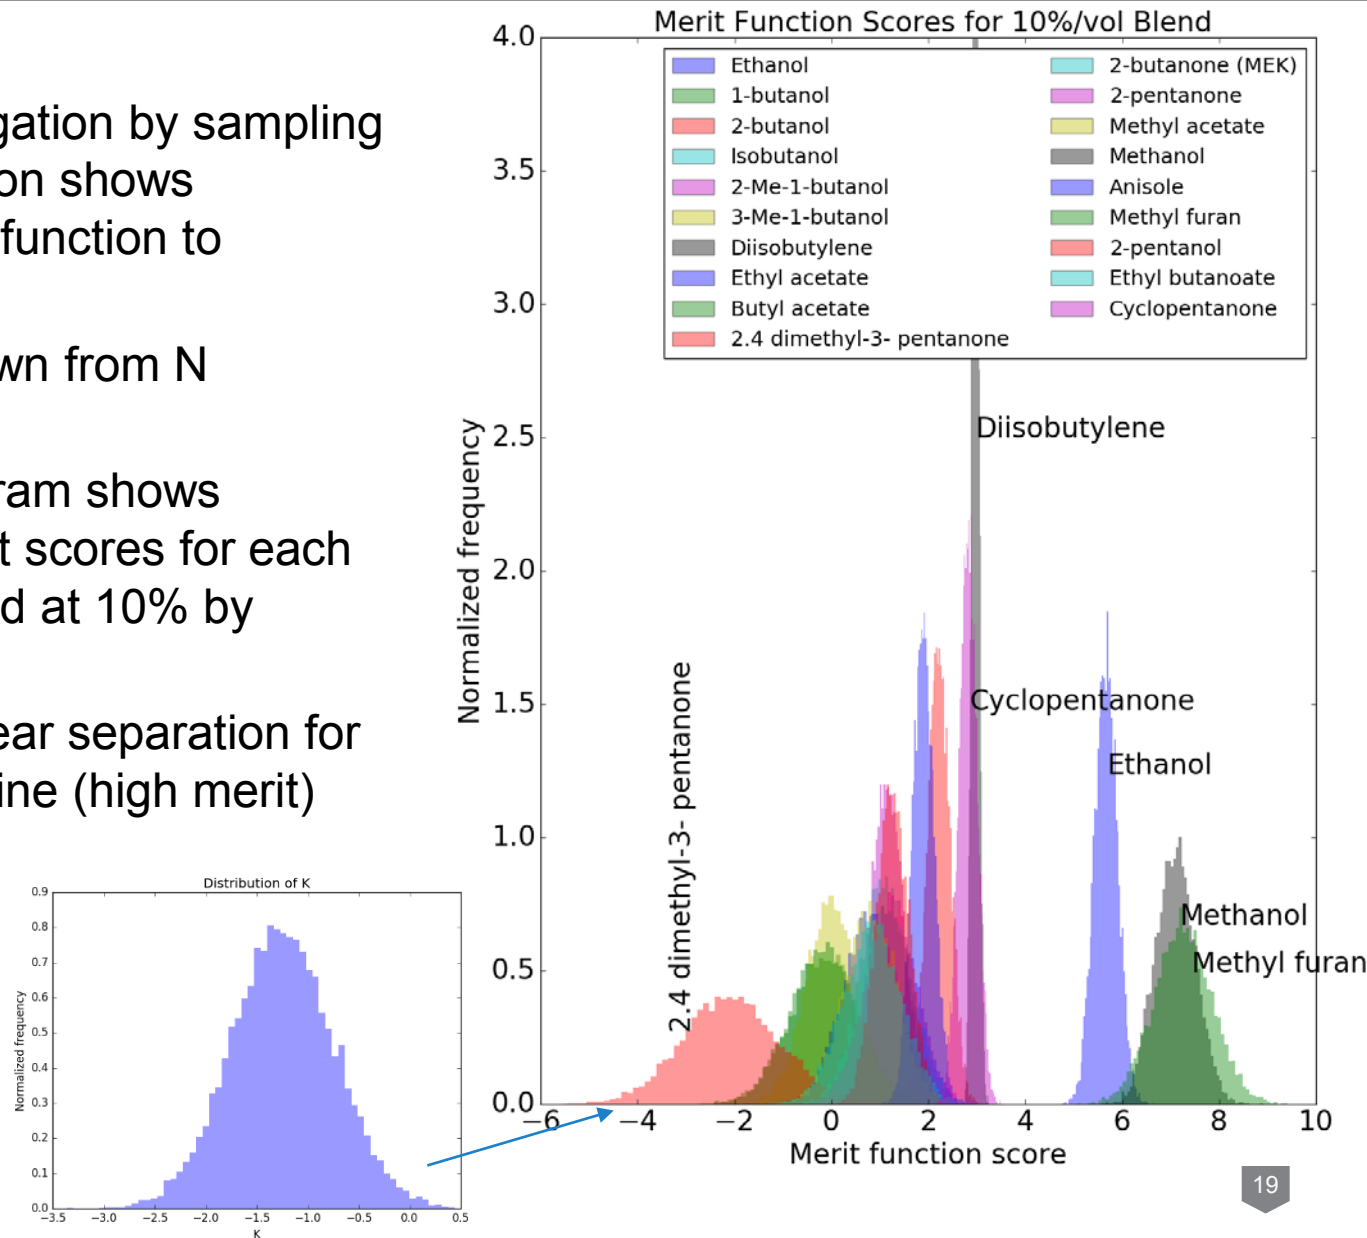 gation by sampling
on shows
function to
wn from N
ram shows
t scores for each
d at 10% by
ear separation for
ine (high merit)
Merit Function Scores for 10%/vol Blend
4.0
3.5
3.0
2.5
2.0
1.5
1.0
0.5
0.0
Normalized frequency
Ethanol
1-butanol
2-butanol
Isobutanol
2-Me-1-butanol
3-Me-1-butanol
Diisobutylene
Ethyl acetate
Butyl acetate
2.4 dimethyl-3- pentanone
2-butanone (MEK)
2-pentanone
Methyl acetate
Methanol
Anisole
Methyl furan
2-pentanol
Ethyl butanoate
Cyclopentanone
Diisobutylene
Cyclopentanone
Ethanol
Methanol
Methyl furan
2.4 dimethyl-3- pentanone
−6 −4 −2 0 2 4 6 8 10
Merit function score
Distribution of K
0.9
0.8
0.7
0.6
0.5
0.4
0.3
0.2
0.1
0.0
Normalized frequency
−3.5 −3.0 −2.5 −2.0 −1.5 −1.0 −0.5 0.0 0.5
K
19